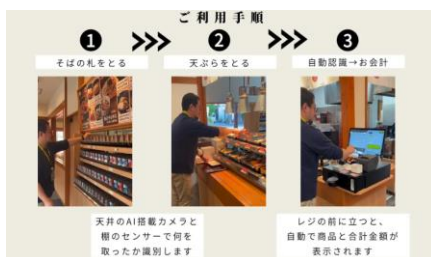 ご利用手順
❶ >>> ❷ >>> ❸
そばの札をとる
天ぷらをとる
自動認識→お会計
天井のAI搭載カメラと
棚のセンサーで何を
取ったか識別します
レジの前に立つと、
自動で商品と合計金額が
表示されます